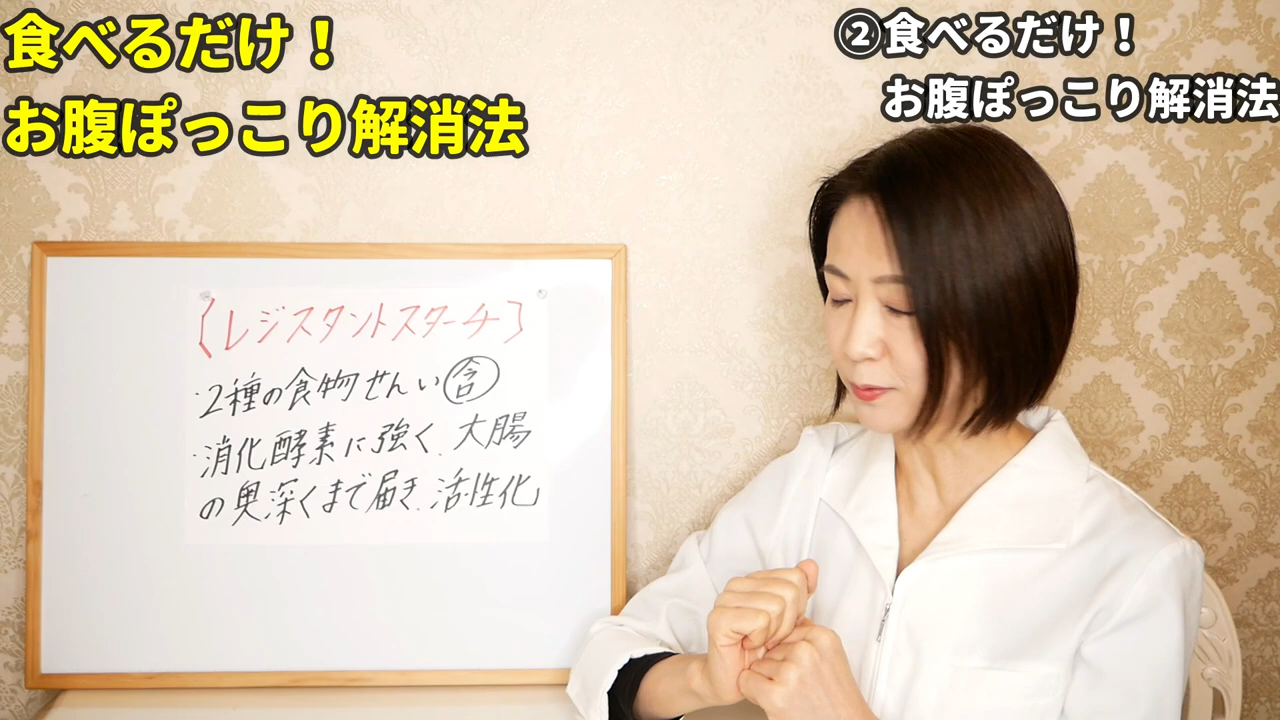 食べるだけ！
お腹ぽっこり解消法
②食べるだけ！
お腹ぽっこり解消法
〔レジスタントスターチ〕
・2種の食物せんい含
・消化酵素に強く、大腸
の奥深くまで届き、活性化